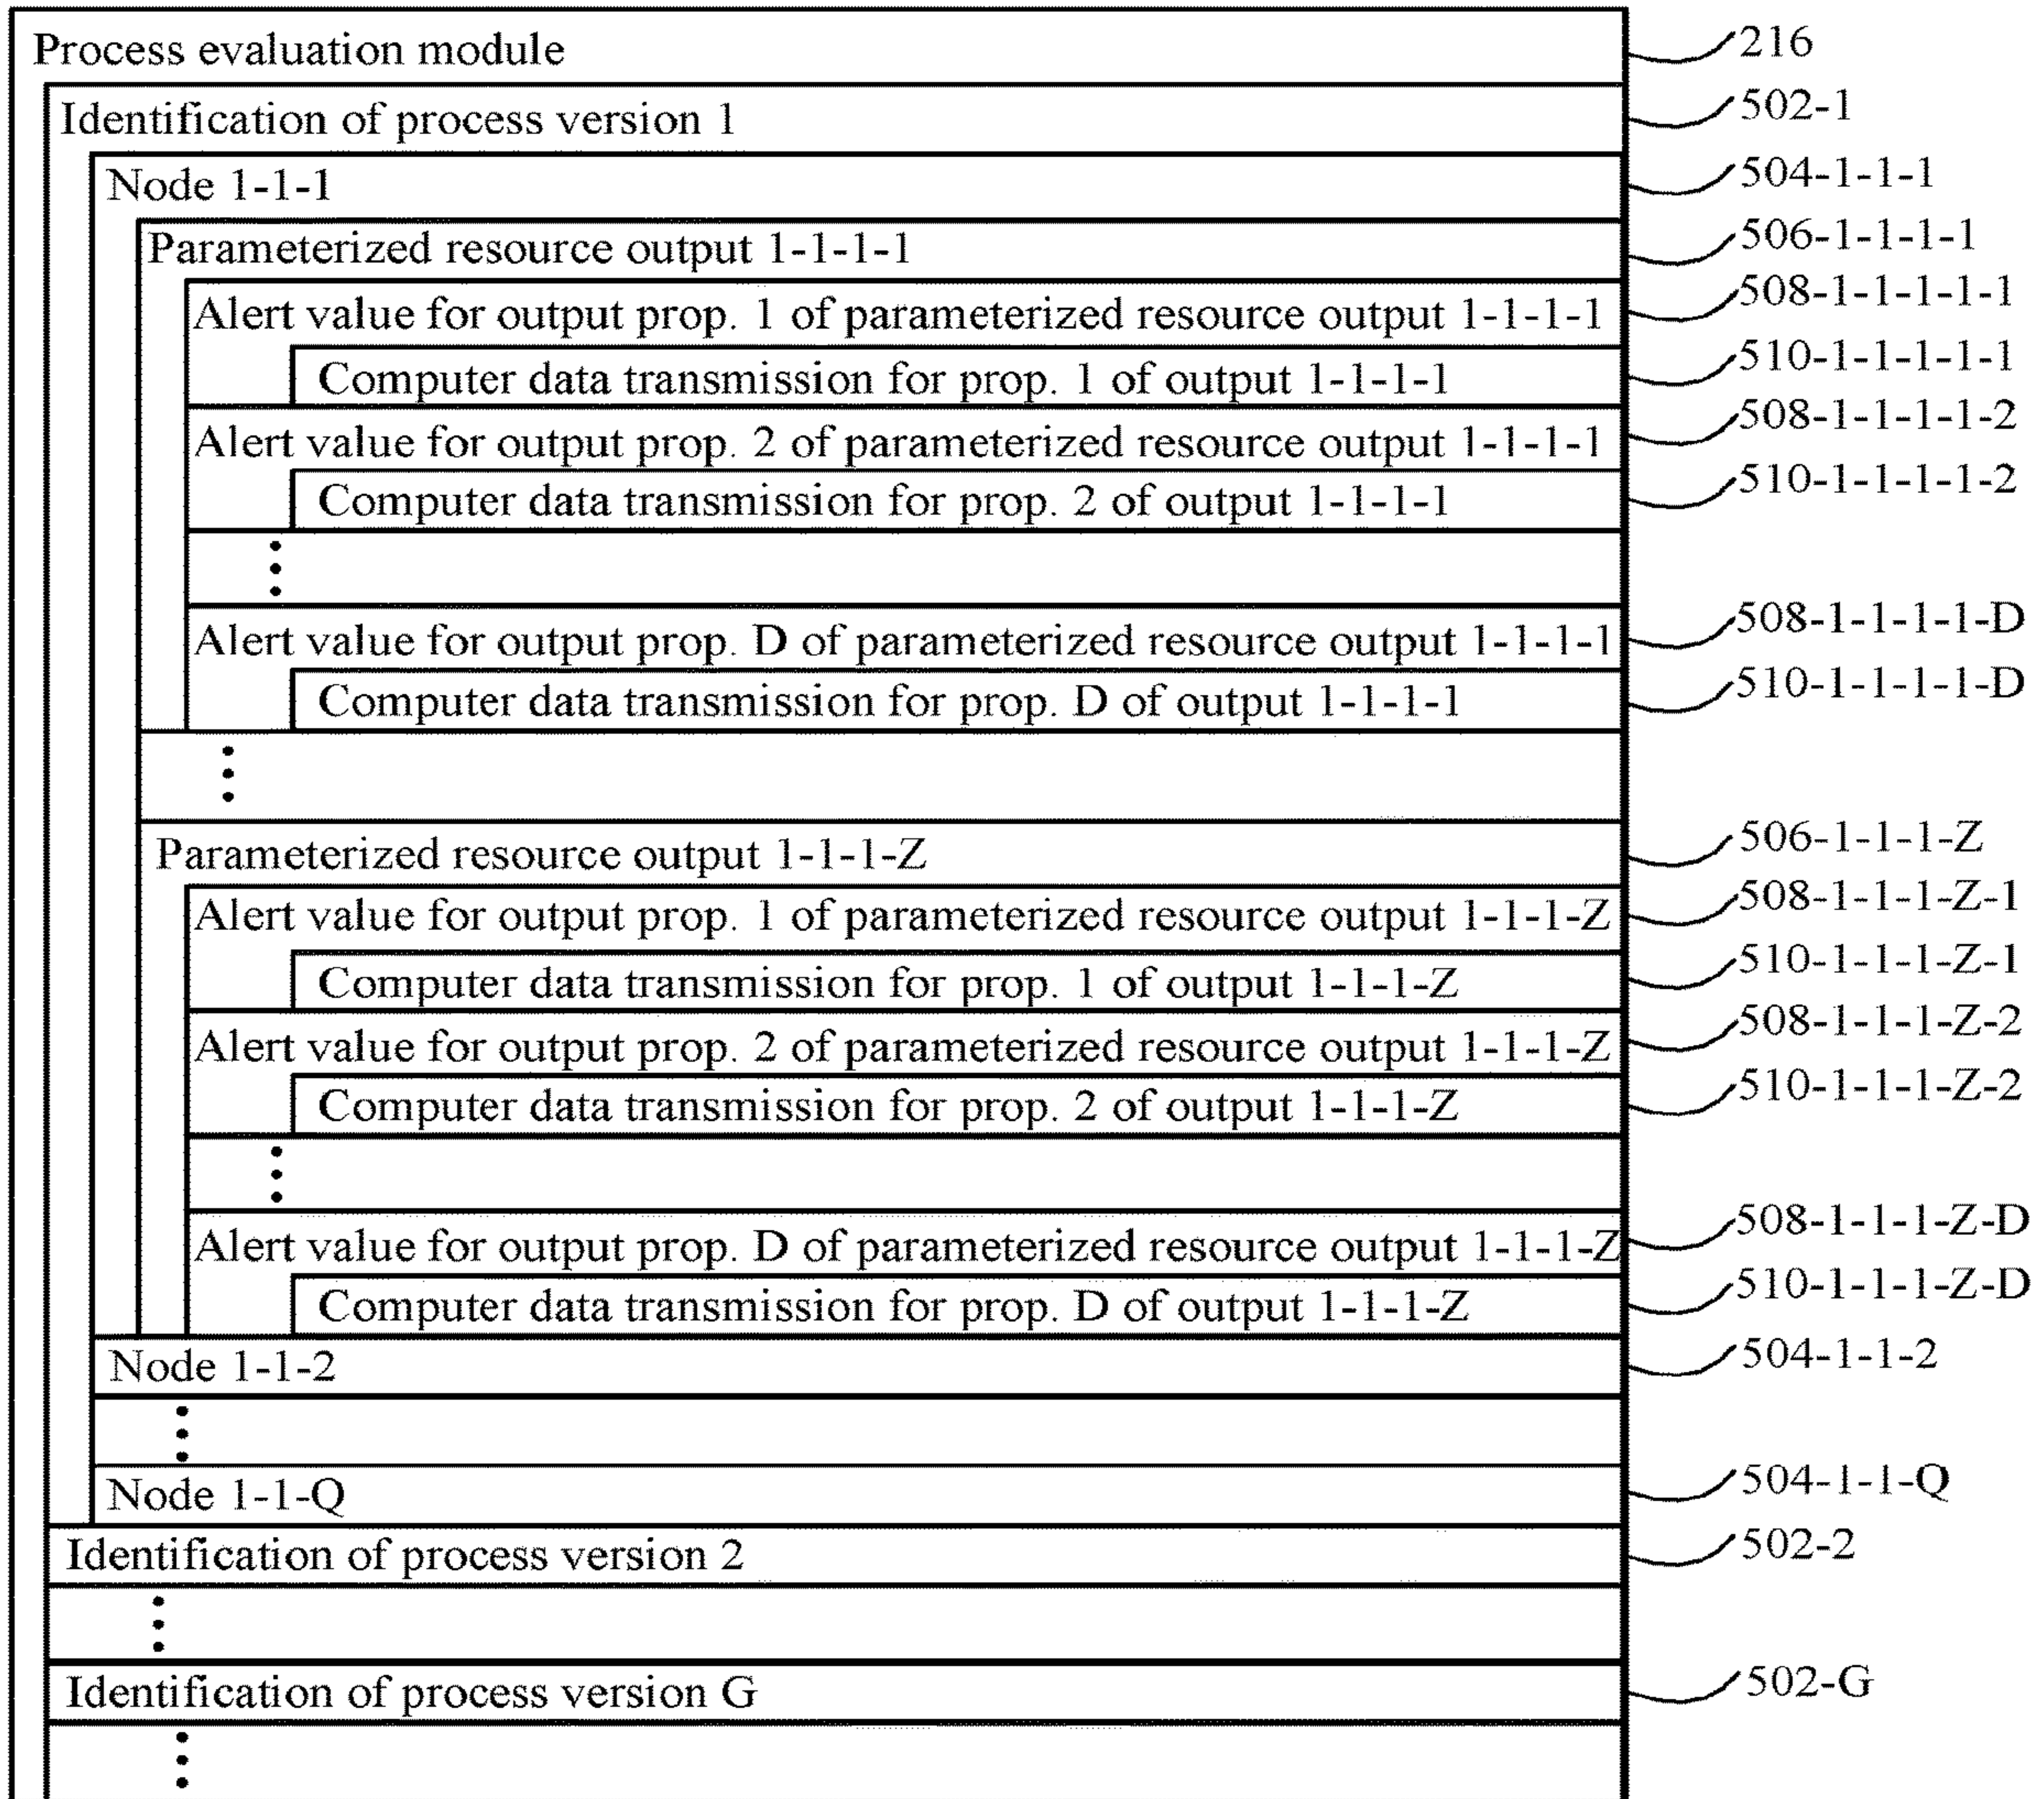 Process evaluation module 216
Identification of process version 1 502-1
Node 1-1-1 504-1-1-1
Parameterized resource output 1-1-1-1 506-1-1-1-1
Alert value for output prop. 1 of parameterized resource output 1-1-1-1 508-1-1-1-1-1
Computer data transmission for prop. 1 of output 1-1-1-1 510-1-1-1-1-1
Alert value for output prop. 2 of parameterized resource output 1-1-1-1 508-1-1-1-1-2
Computer data transmission for prop. 2 of output 1-1-1-1 510-1-1-1-1-2
Alert value for output prop. D of parameterized resource output 1-1-1-1 508-1-1-1-1-D
Computer data transmission for prop. D of output 1-1-1-1 510-1-1-1-1-D
Parameterized resource output 1-1-1-Z 506-1-1-1-Z
Alert value for output prop. 1 of parameterized resource output 1-1-1-Z 508-1-1-1-Z-1
Computer data transmission for prop. 1 of output 1-1-1-Z 510-1-1-1-Z-1
Alert value for output prop. 2 of parameterized resource output 1-1-1-Z 508-1-1-1-Z-2
Computer data transmission for prop. 2 of output 1-1-1-Z 510-1-1-1-Z-2
Alert value for output prop. D of parameterized resource output 1-1-1-Z 508-1-1-1-Z-D
Computer data transmission for prop. D of output 1-1-1-Z 510-1-1-1-Z-D
Node 1-1-2 504-1-1-2
Node 1-1-Q 504-1-1-Q
Identification of process version 2 502-2
Identification of process version G 502-G